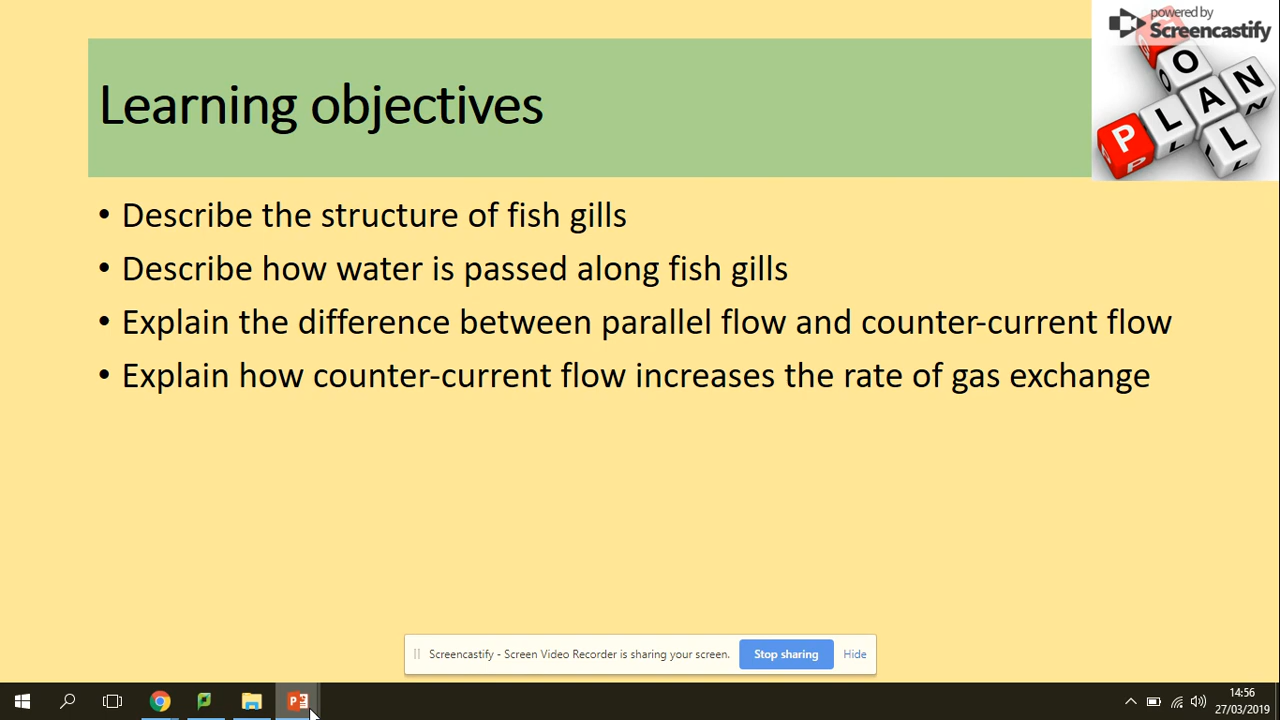 powered by
Screencastify
Learning objectives
GOAL
PLAN
• Describe the structure of fish gills
• Describe how water is passed along fish gills
• Explain the difference between parallel flow and counter-current flow
• Explain how counter-current flow increases the rate of gas exchange
Screencastify - Screen Video Recorder is sharing your screen.
Stop sharing
Hide
14:56
27/03/2019